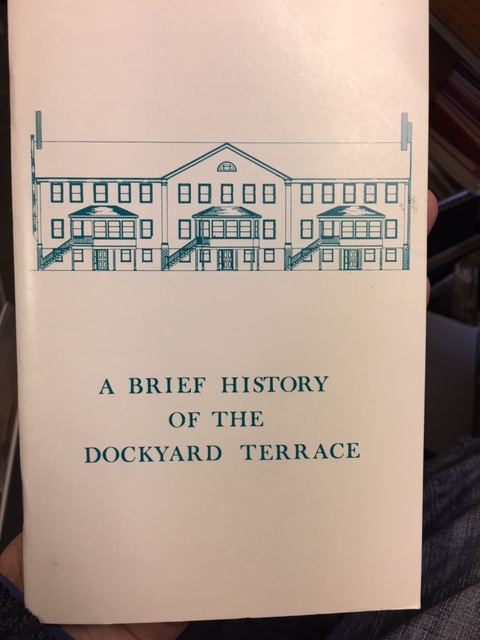 A BRIEF HISTORY
OF THE
DOCKYARD TERRACE